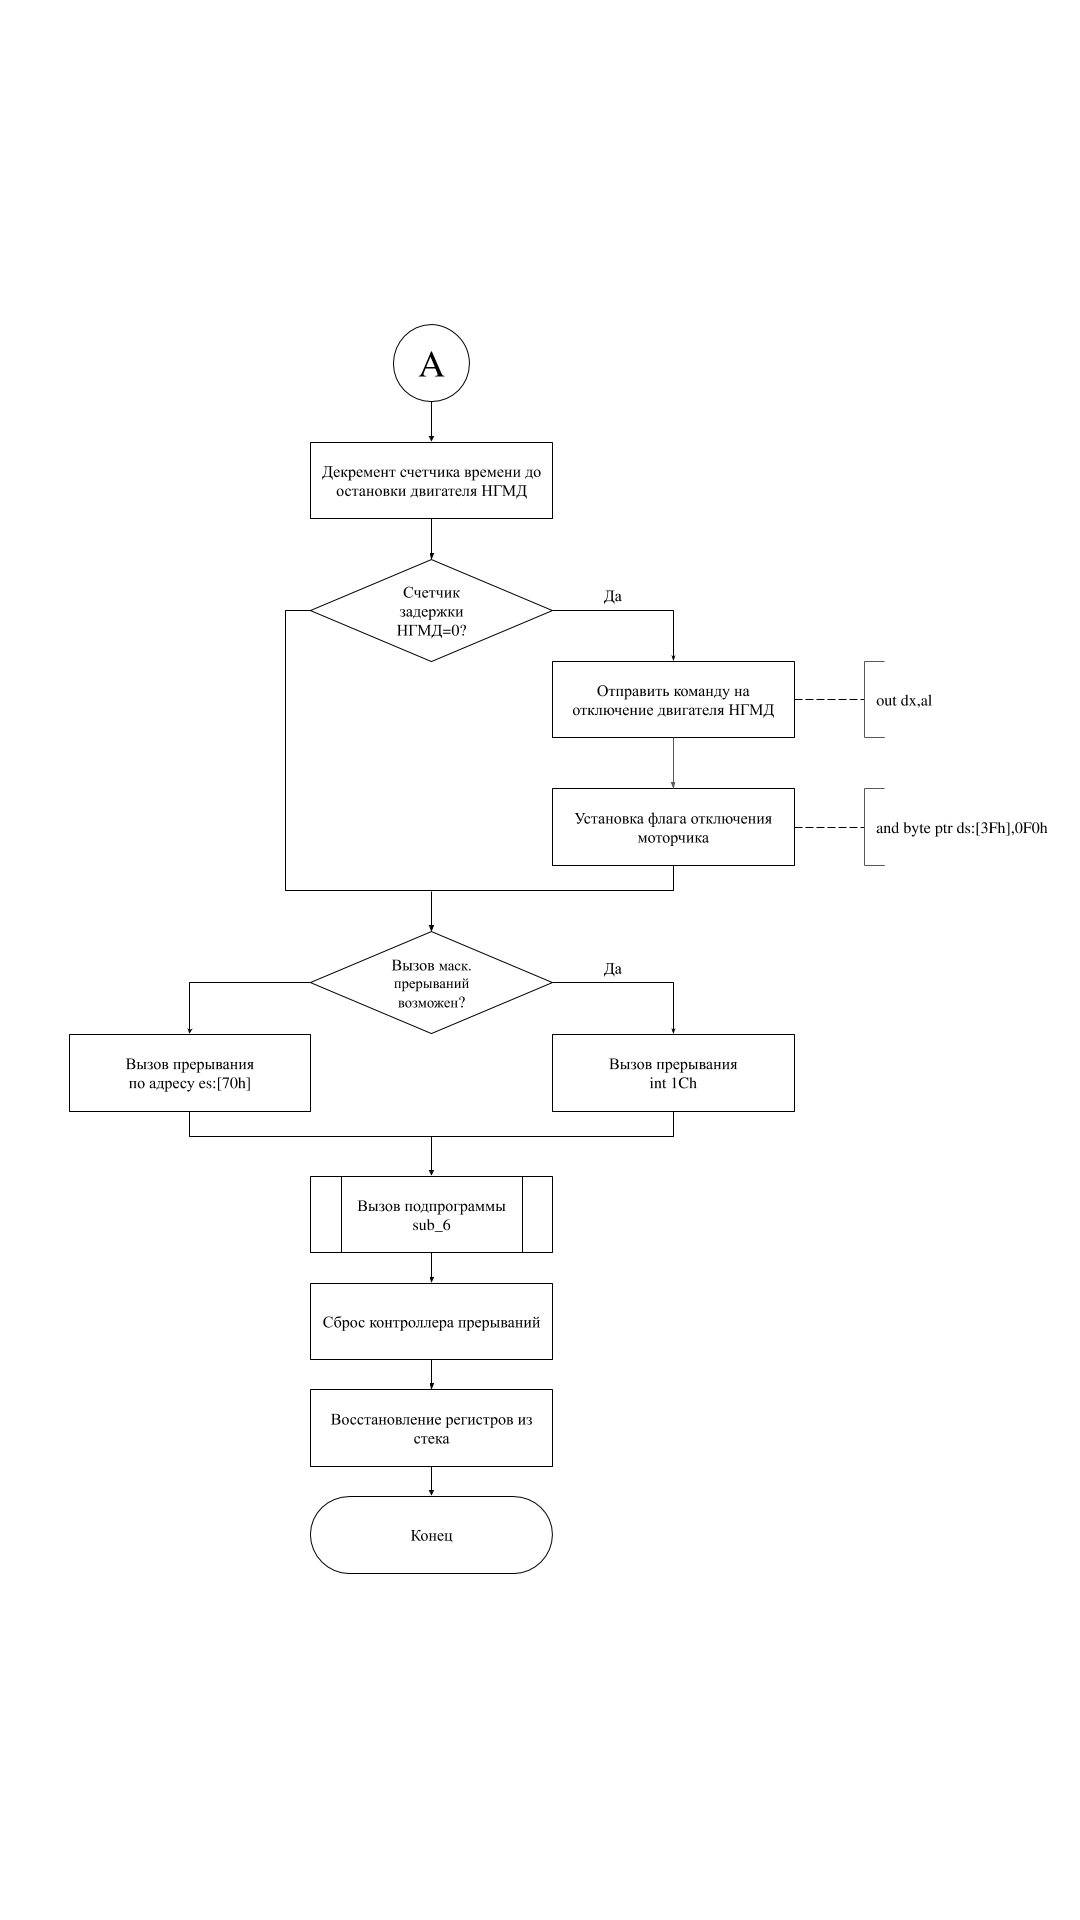 A
Декремент счетчика времени до
остановки двигателя НГМД
Счетчик
задержки
НГМД=0?
Да
Отправить команду на
отключение двигателя НГМД
out dx,al
Установка флага отключения
моторчика
and byte ptr ds:[3Fh],0F0h
Вызов маск.
прерываний
возможен?
Да
Вызов прерывания
по адресу es:[70h]
Вызов прерывания
int 1Ch
Вызов подпрограммы
sub_6
Сброс контроллера прерываний
Восстановление регистров из
стека
Конец